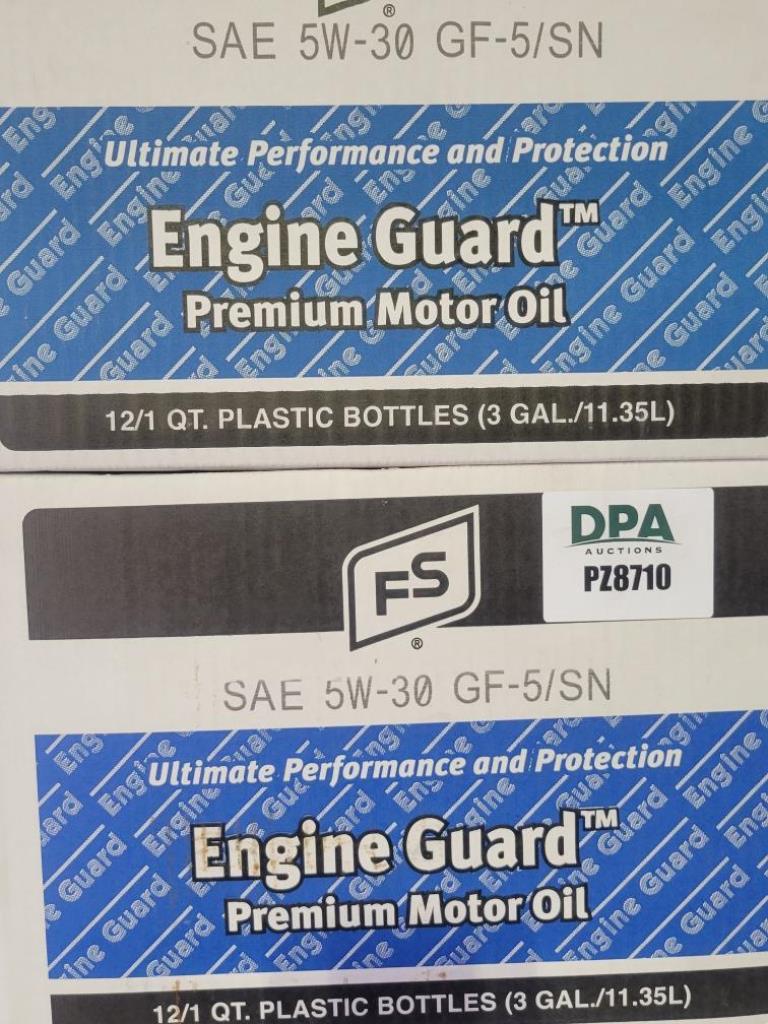 ®
SAE 5W-30 GF-5/SN
Ultimate Performance and Protection
Engine Guard™
Premium Motor Oil
12/1 QT. PLASTIC BOTTLES (3 GAL./11.35L)
FS
®
DPA
AUCTIONS
PZ8710
SAE 5W-30 GF-5/SN
Ultimate Performance and Protection
Engine Guard™
Premium Motor Oil
12/1 QT. PLASTIC BOTTLES (3 GAL./11.35L)